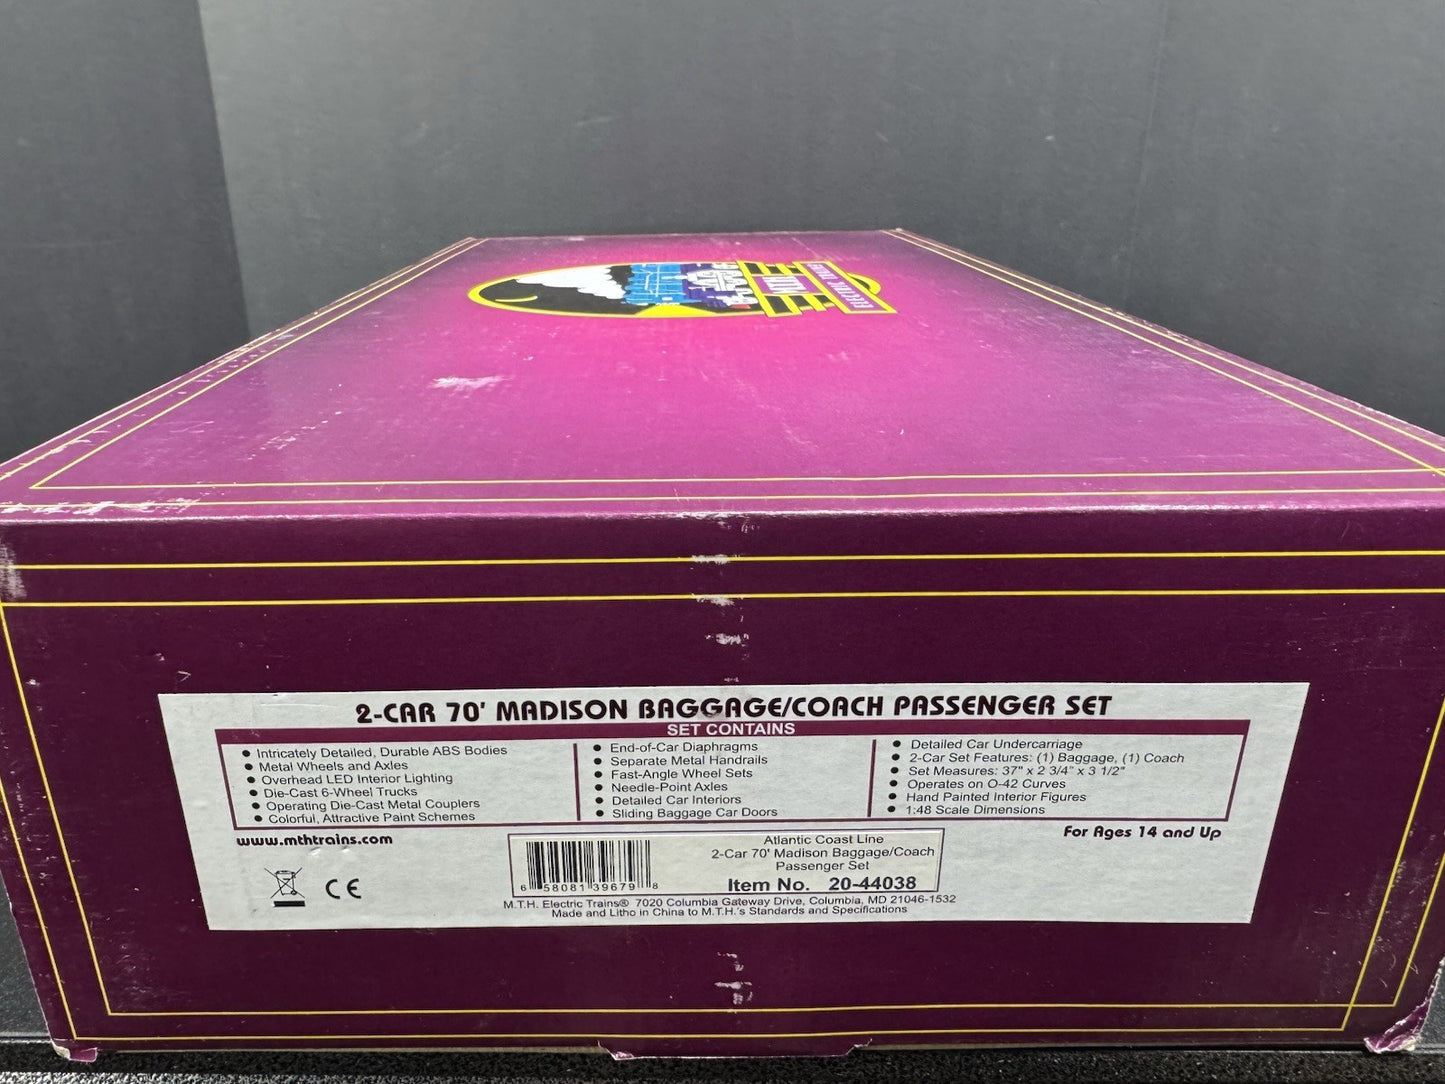 MTH
ELECTRIC TRAINS
2-CAR 70' MADISON BAGGAGE/COACH PASSENGER SET
SET CONTAINS
• Intricately Detailed, Durable ABS Bodies
• Metal Wheels and Axles
• Overhead LED Interior Lighting
• Die-Cast 6-Wheel Trucks
• Operating Die-Cast Metal Couplers
• Colorful, Attractive Paint Schemes
• End-of-Car Diaphragms
• Separate Metal Handrails
• Fast-Angle Wheel Sets
• Needle-Point Axles
• Detailed Car Interiors
• Sliding Baggage Car Doors
• Detailed Car Undercarriage
• 2-Car Set Features: (1) Baggage, (1) Coach
• Set Measures: 37" x 2 3/4" x 3 1/2"
• Operates on O-42 Curves
• Hand Painted Interior Figures
• 1:48 Scale Dimensions
www.mthtrains.com
For Ages 14 and Up
CE
6 58081 39679 8
Atlantic Coast Line
2-Car 70' Madison Baggage/Coach
Passenger Set
Item No. 20-44038
M.T.H. Electric Trains® 7020 Columbia Gateway Drive, Columbia, MD 21046-1532
Made and Litho in China to M.T.H.'s Standards and Specifications